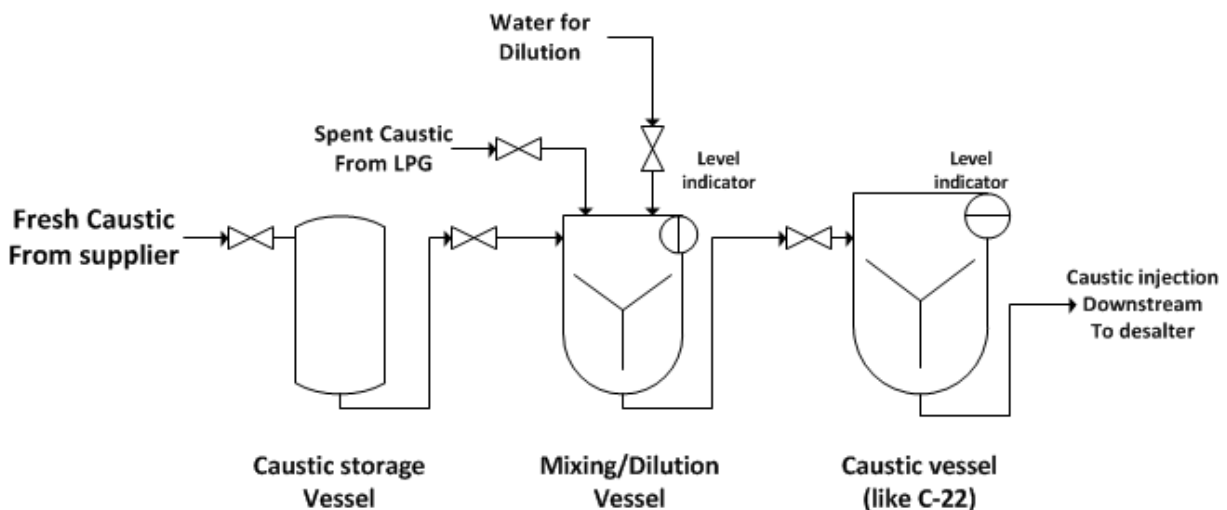 Water for
Dilution
Spent Caustic
From LPG
Level
indicator
Level
indicator
Fresh Caustic
From supplier
Caustic injection
Downstream
To desalter
Caustic storage
Vessel
Mixing/Dilution
Vessel
Caustic vessel
(like C-22)